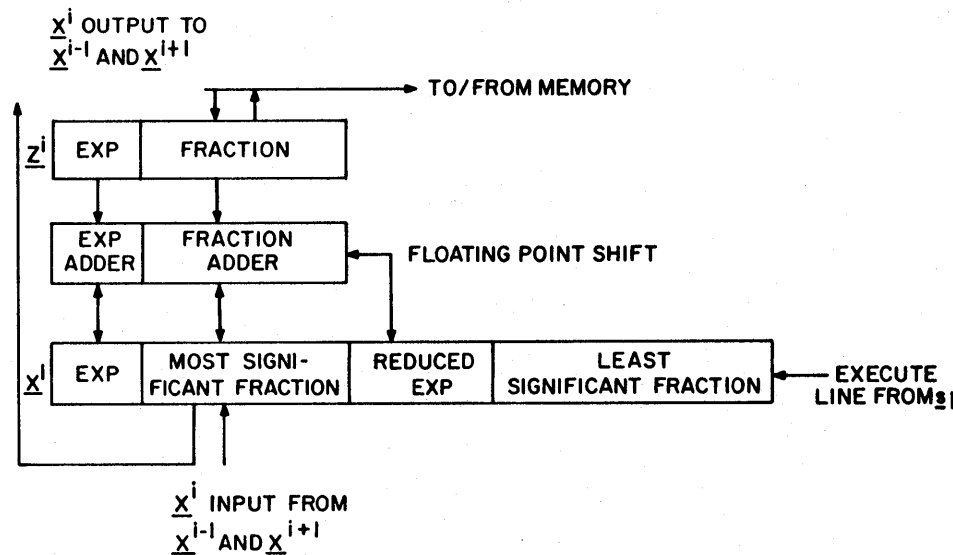 X^i OUTPUT TO
X^i-1 AND X^i+1
TO/FROM MEMORY
Z^i EXP FRACTION
EXP ADDER
FRACTION ADDER
FLOATING POINT SHIFT
X^i EXP
MOST SIGNI-
FICANT FRACTION
REDUCED
EXP
LEAST
SIGNIFICANT FRACTION
EXECUTE
LINE FROM s
X^i INPUT FROM
X^i-1 AND X^i+1